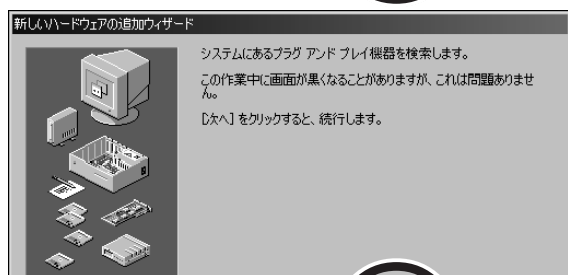 新しいハードウェアの追加ウィザード
システムにあるプラグ アンド プレイ機器を検索します。
この作業中に画面が黒くなることがありますが、これは問題ありませ
ん。
[次へ] をクリックすると、続行します。